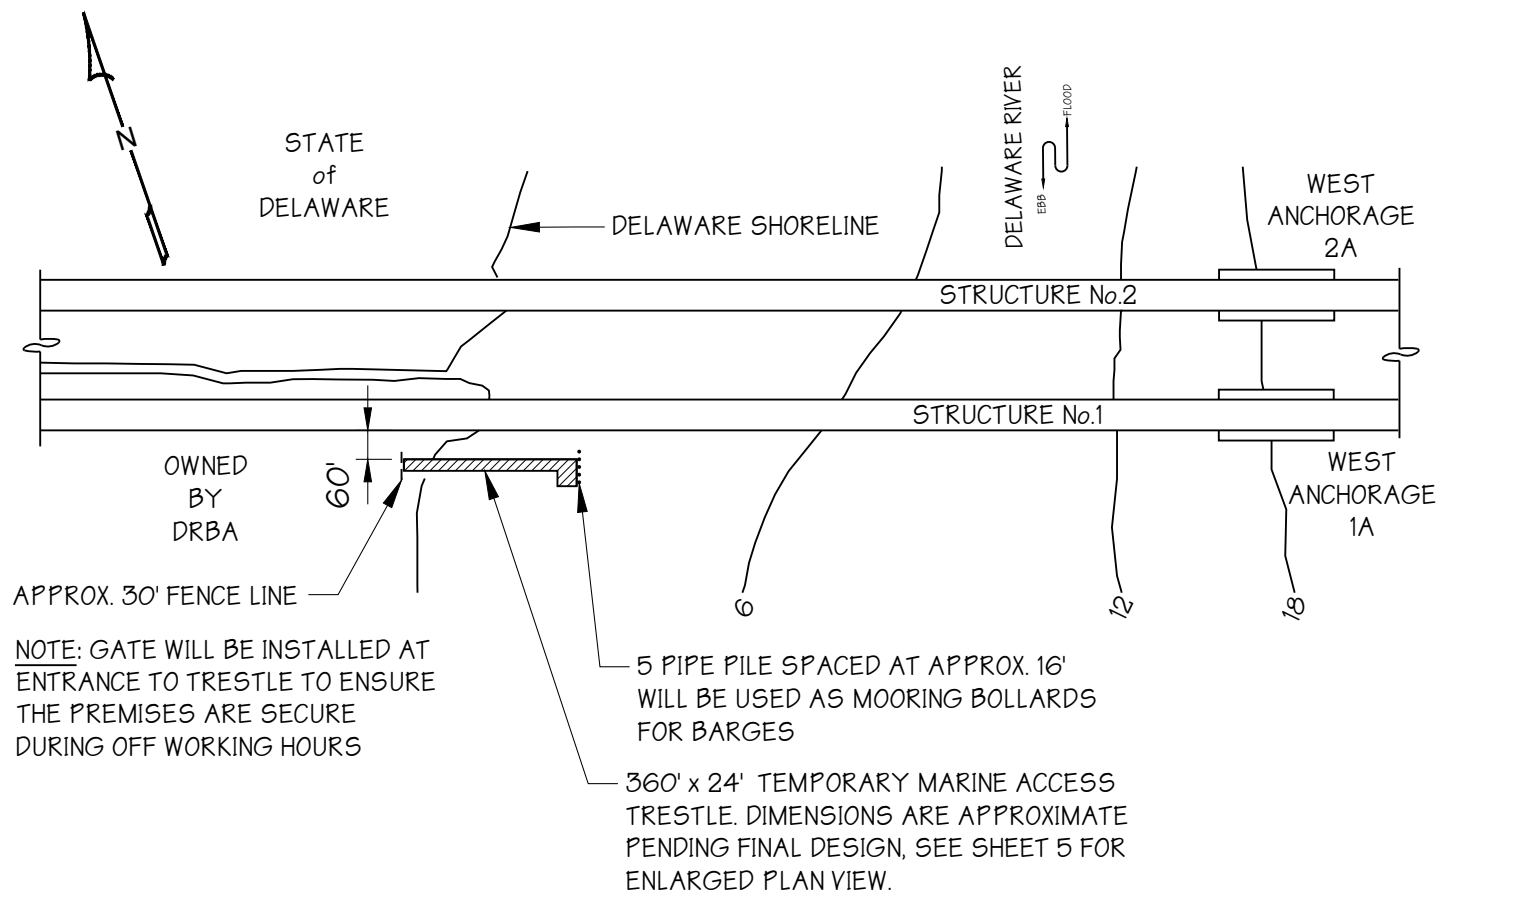 N
STATE
of
DELAWARE
DELAWARE SHORELINE
DELAWARE RIVER
EBB
FLOOD
WEST
ANCHORAGE
2A
STRUCTURE No.2
STRUCTURE No.1
OWNED
BY
DRBA
60'
WEST
ANCHORAGE
1A
APPROX. 30' FENCE LINE
6
12
18
NOTE: GATE WILL BE INSTALLED AT
ENTRANCE TO TRESTLE TO ENSURE
THE PREMISES ARE SECURE
DURING OFF WORKING HOURS
5 PIPE PILE SPACED AT APPROX. 16'
WILL BE USED AS MOORING BOLLARDS
FOR BARGES
360' x 24' TEMPORARY MARINE ACCESS
TRESTLE. DIMENSIONS ARE APPROXIMATE
PENDING FINAL DESIGN, SEE SHEET 5 FOR
ENLARGED PLAN VIEW.